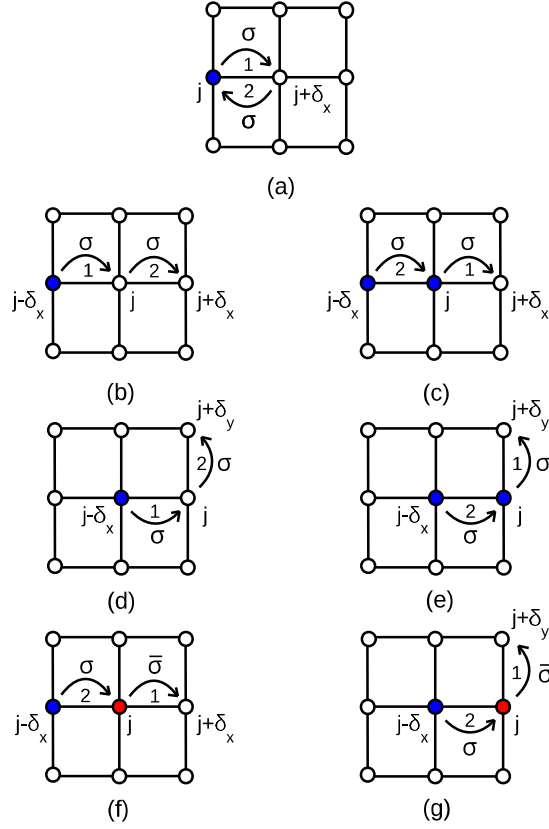 σ
1
j 2 j+δx
σ
(a)
σ σ
1 2
j-δx j j+δx
(b)
σ σ
2 1
j-δx j j+δx
(c)
j+δy
2 σ
1
j-δx σ j
(d)
j+δy
1 σ
2
j-δx σ j
(e)
σ σ̄
2 1
j-δx j j+δx
(f)
j+δy
1 σ̄
2
j-δx σ j
(g)